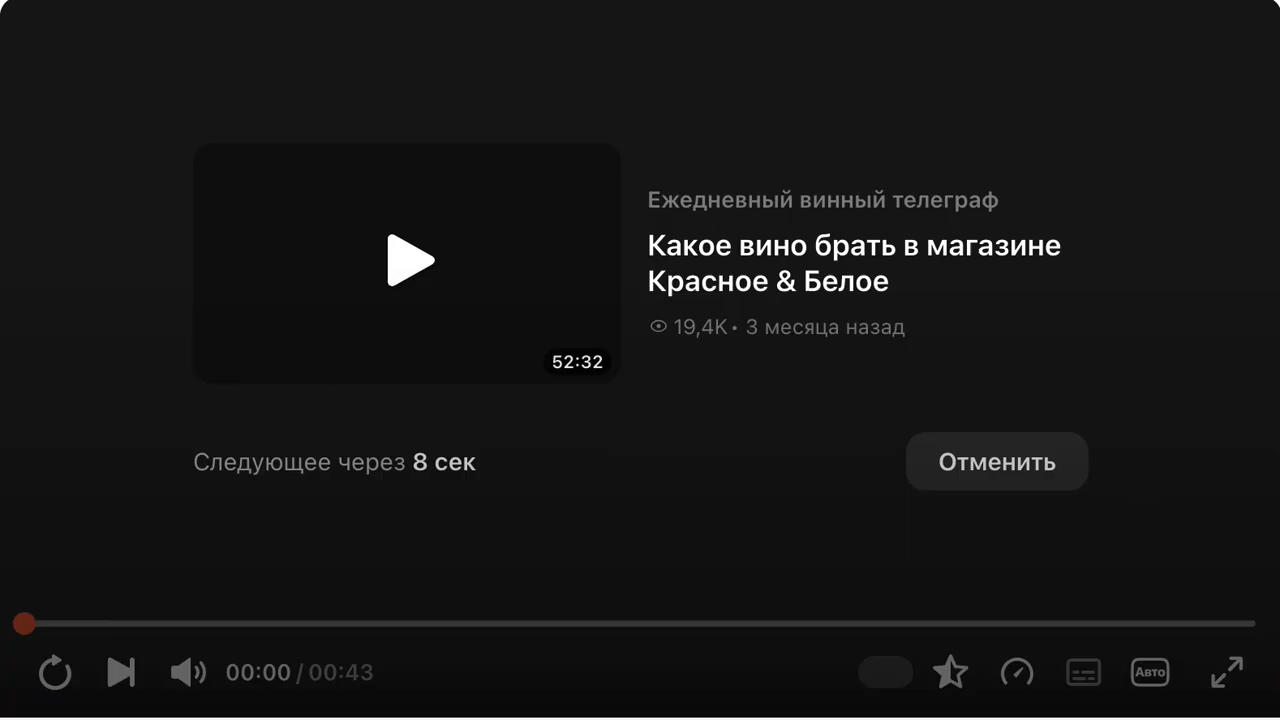 Ежедневный винный телеграф
Какое вино брать в магазине
Красное & Белое
19,4K • 3 месяца назад
52:32
Следующее через 8 сек
Отменить
00:00 / 00:43
Авто